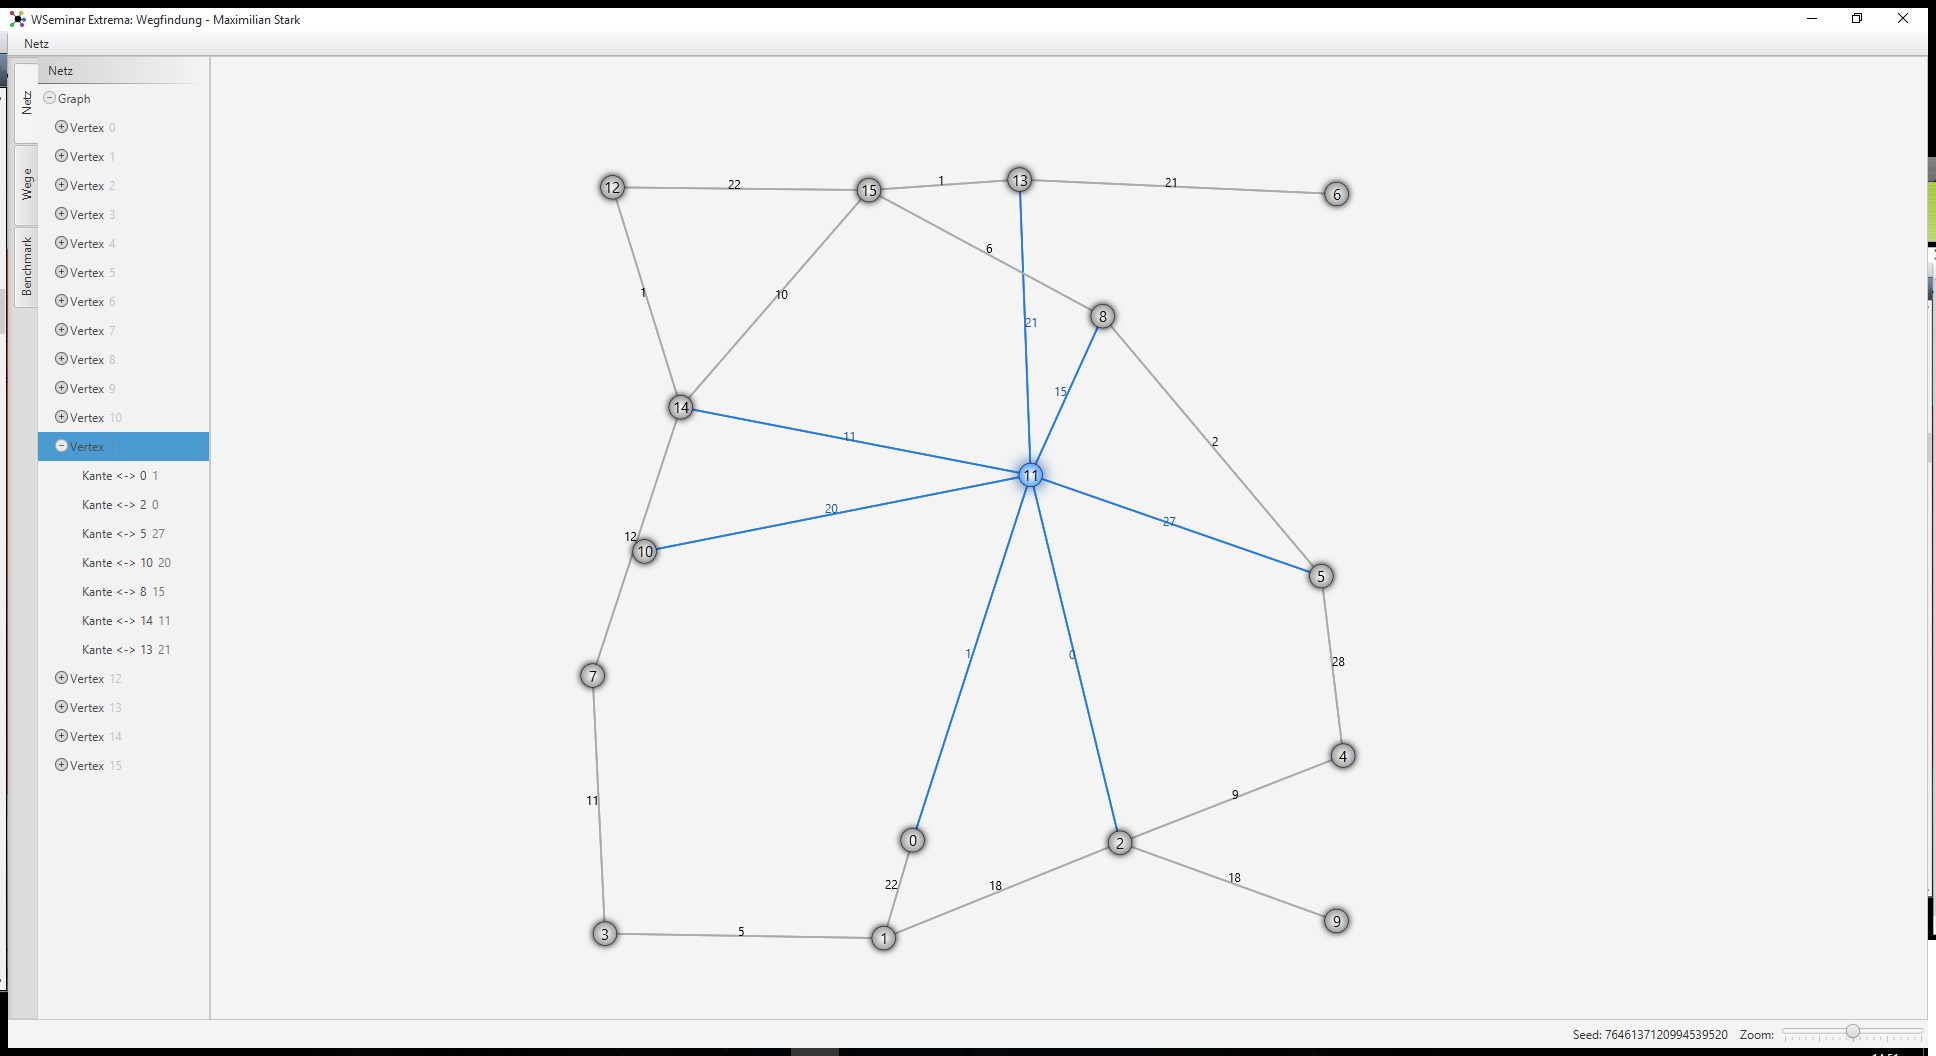 WSeminar Extrema: Wegfindung - Maximilian Stark
Netz
Netz
Wege
Benchmark
Netz
Graph
Vertex 0
Vertex 1
Vertex 2
Vertex 3
Vertex 4
Vertex 5
Vertex 6
Vertex 7
Vertex 8
Vertex 9
Vertex 10
Vertex 11
Kante <-> 0 1
Kante <-> 2 0
Kante <-> 5 27
Kante <-> 10 20
Kante <-> 8 15
Kante <-> 14 11
Kante <-> 13 21
Vertex 12
Vertex 13
Vertex 14
Vertex 15
12
22
15
1
13
21
6
6
1
10
21
8
15
14
11
2
11
20
27
12
10
5
1
0
28
7
4
9
11
0
2
22
18
18
9
3
5
1
Seed: 7646137120994539520 Zoom: